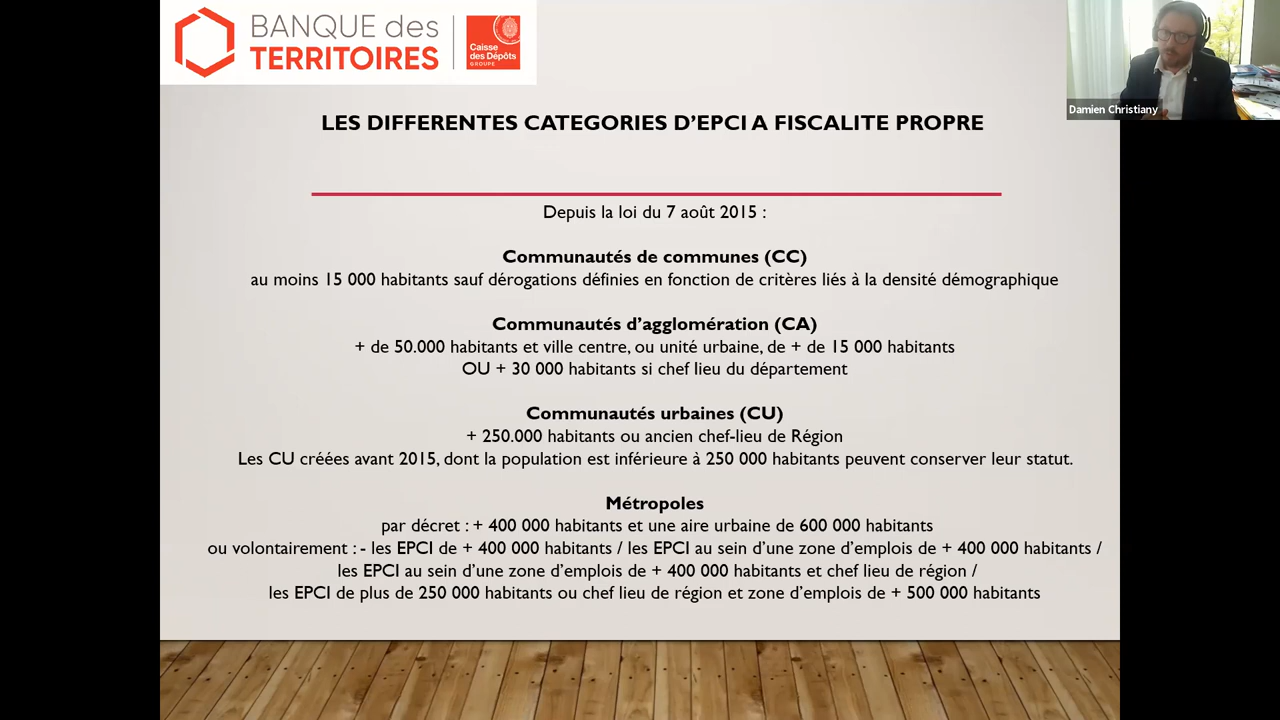 BANQUE des
TERRITOIRES
Caisse
des Dépôts
GROUPE
Damien Christiany
LES DIFFERENTES CATEGORIES D'EPCI A FISCALITE PROPRE
Depuis la loi du 7 août 2015 :
Communautés de communes (CC)
au moins 15 000 habitants sauf dérogations définies en fonction de critères liés à la densité démographique
Communautés d'agglomération (CA)
+ de 50.000 habitants et ville centre, ou unité urbaine, de + de 15 000 habitants
OU + 30 000 habitants si chef lieu du département
Communautés urbaines (CU)
+ 250.000 habitants ou ancien chef-lieu de Région
Les CU créées avant 2015, dont la population est inférieure à 250 000 habitants peuvent conserver leur statut.
Métropoles
par décret : + 400 000 habitants et une aire urbaine de 600 000 habitants
ou volontairement : - les EPCI de + 400 000 habitants / les EPCI au sein d'une zone d'emplois de + 400 000 habitants /
les EPCI au sein d'une zone d'emplois de + 400 000 habitants et chef lieu de région /
les EPCI de plus de 250 000 habitants ou chef lieu de région et zone d'emplois de + 500 000 habitants